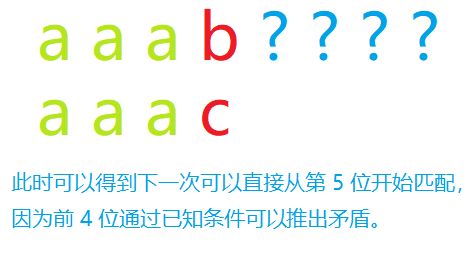 a a a b ? ? ? ?
a a a c
此时可以得到下一次可以直接从第 5 位开始匹配，
因为前 4 位通过已知条件可以推出矛盾。